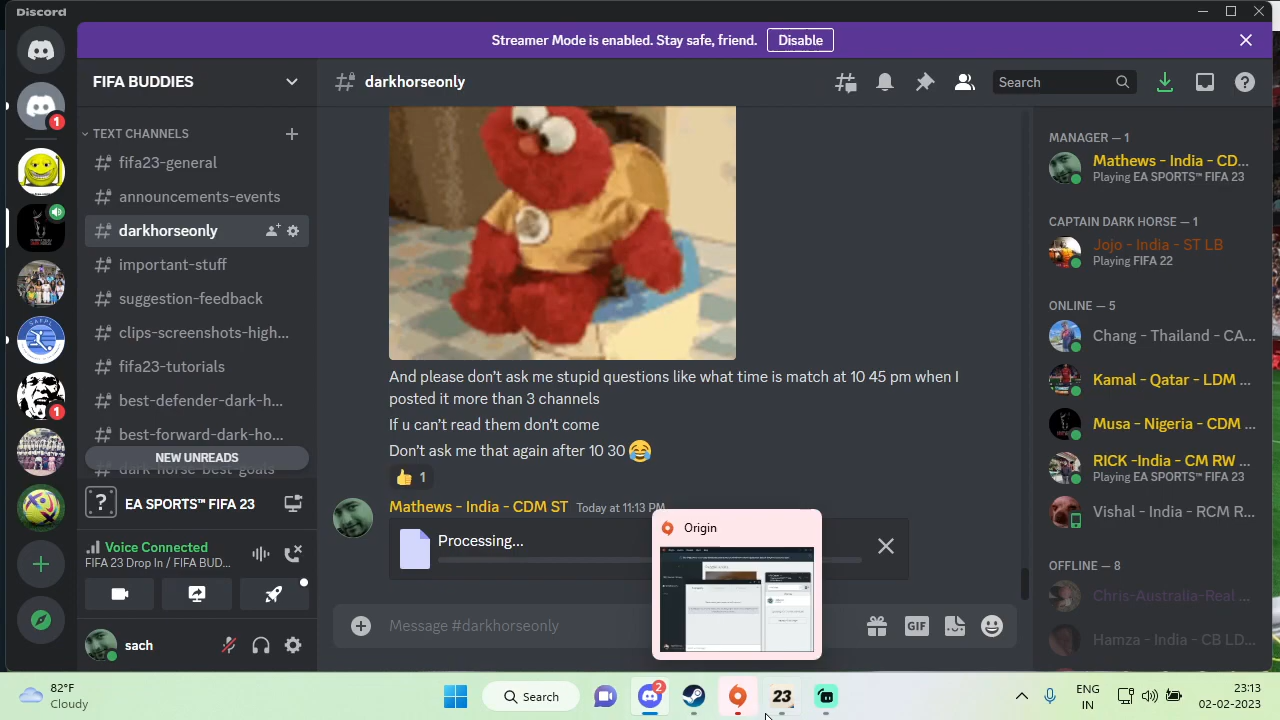 Discord
Streamer Mode is enabled. Stay safe, friend.
Disable
FIFA BUDDIES
darkhorseonly
Search
TEXT CHANNELS
fifa23-general
announcements-events
darkhorseonly
important-stuff
suggestion-feedback
clips-screenshots-high...
fifa23-tutorials
best-defender-dark-h...
best-forward-dark-ho...
NEW UNREADS
dark-horse-best-goals
EA SPORTS™ FIFA 23
Voice Connected
Drop In / FIFA BUD...
sach
1
1
And please don't ask me stupid questions like what time is match at 10 45 pm when I
posted it more than 3 channels
If u can't read them don't come
Don't ask me that again after 10 30 😂
👍 1
Mathews - India - CDM ST Today at 11:13 PM
Processing...
Message #darkhorseonly
GIF
Origin
MANAGER — 1
Mathews - India - CD...
Playing EA SPORTS™ FIFA 23
CAPTAIN DARK HORSE — 1
Jojo - India - ST LB
Playing FIFA 22
ONLINE — 5
Chang - Thailand - CA...
Kamal - Qatar - LDM ...
Musa - Nigeria - CDM ...
RICK -India - CM RW ...
Playing EA SPORTS™ FIFA 23
Vishal - India - RCM R...
OFFLINE — 8
Hamza - India - CB LD...
82°F
Cloudy
Search
2
23
ENG
IN
23:13
02-02-2023